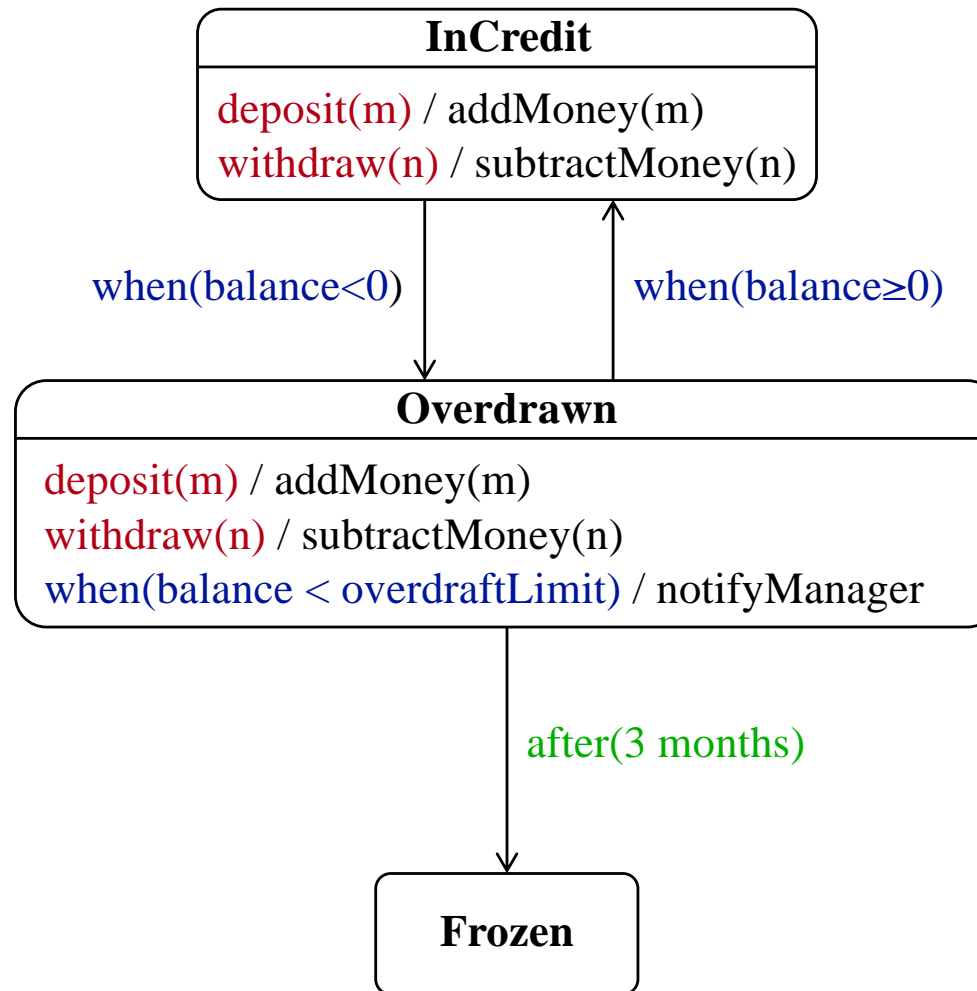 InCredit
deposit(m) / addMoney(m)
withdraw(n) / subtractMoney(n)
when(balance<0)
when(balance≥0)
Overdrawn
deposit(m) / addMoney(m)
withdraw(n) / subtractMoney(n)
when(balance < overdraftLimit) / notifyManager
after(3 months)
Frozen